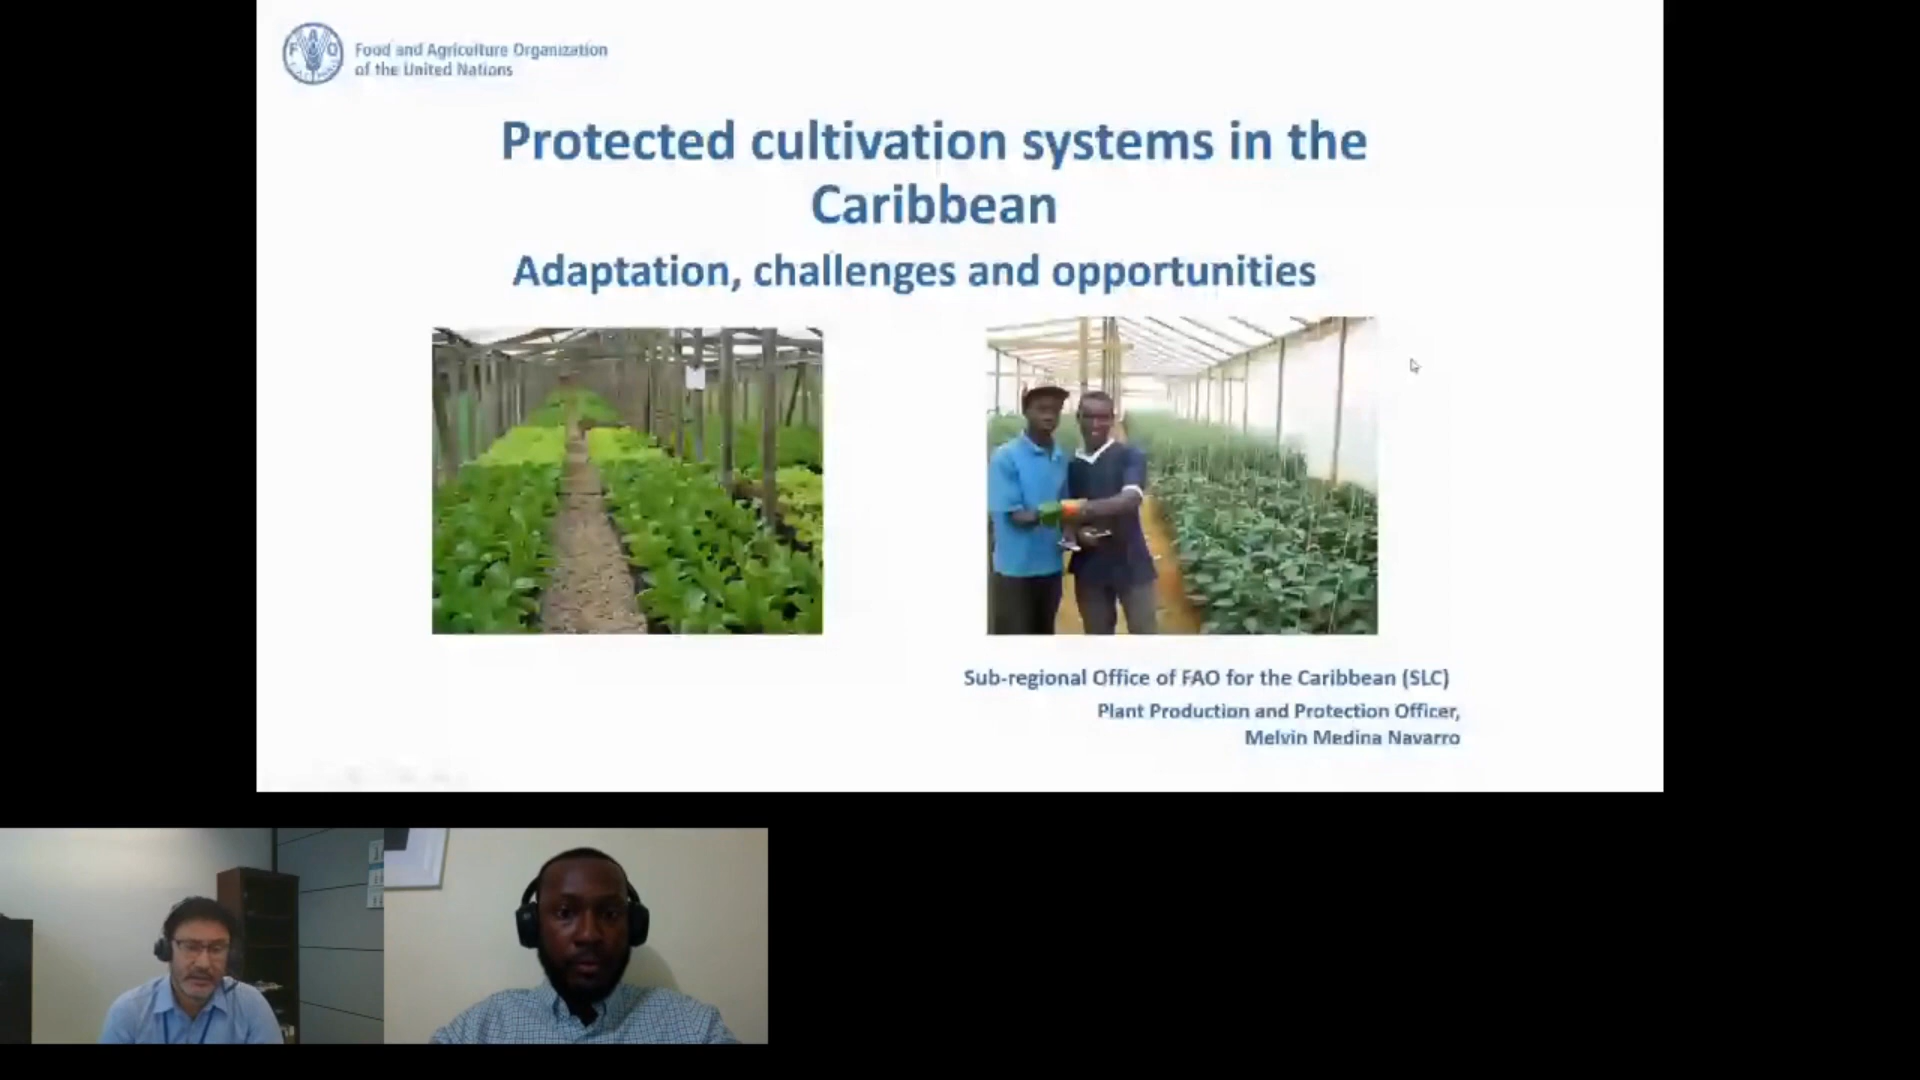 FAO
Food and Agriculture Organization
of the United Nations
Protected cultivation systems in the
Caribbean
Adaptation, challenges and opportunities
Sub-regional Office of FAO for the Caribbean (SLC)
Plant Production and Protection Officer,
Melvin Medina Navarro